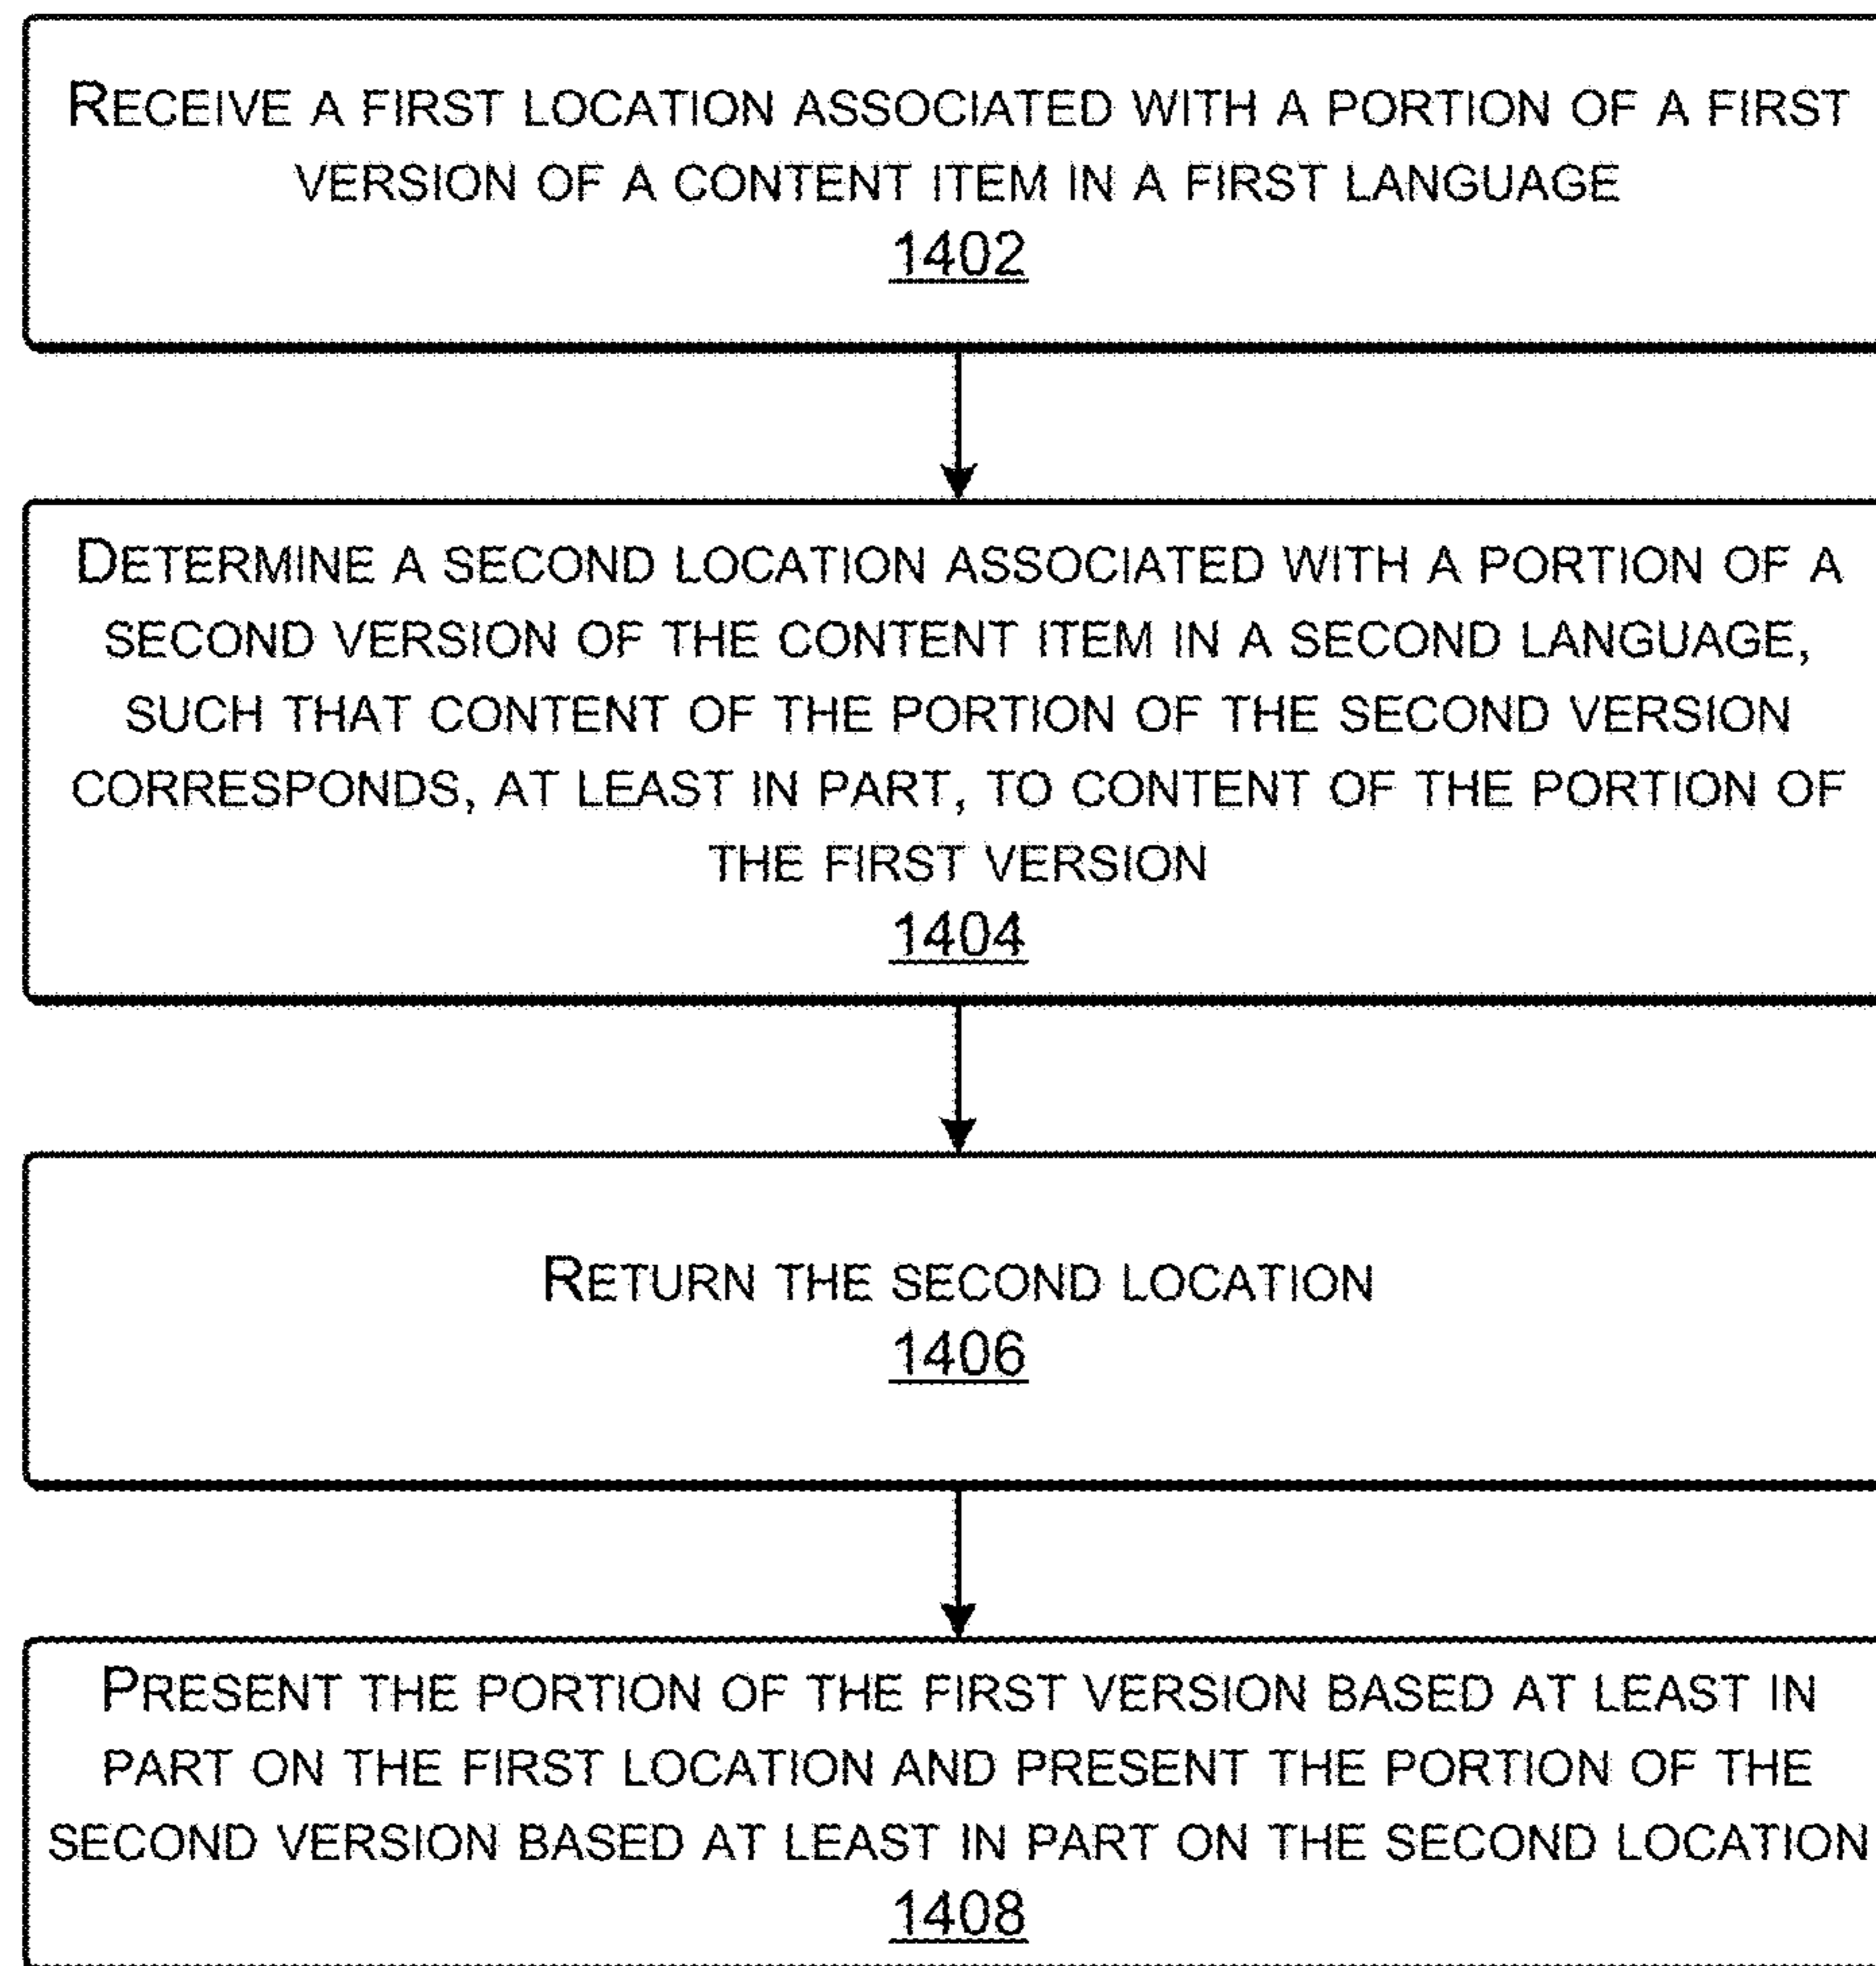 RECEIVE A FIRST LOCATION ASSOCIATED WITH A PORTION OF A FIRST
VERSION OF A CONTENT ITEM IN A FIRST LANGUAGE
1402
DETERMINE A SECOND LOCATION ASSOCIATED WITH A PORTION OF A
SECOND VERSION OF THE CONTENT ITEM IN A SECOND LANGUAGE,
SUCH THAT CONTENT OF THE PORTION OF THE SECOND VERSION
CORRESPONDS, AT LEAST IN PART, TO CONTENT OF THE PORTION OF
THE FIRST VERSION
1404
RETURN THE SECOND LOCATION
1406
PRESENT THE PORTION OF THE FIRST VERSION BASED AT LEAST IN
PART ON THE FIRST LOCATION AND PRESENT THE PORTION OF THE
SECOND VERSION BASED AT LEAST IN PART ON THE SECOND LOCATION
1408